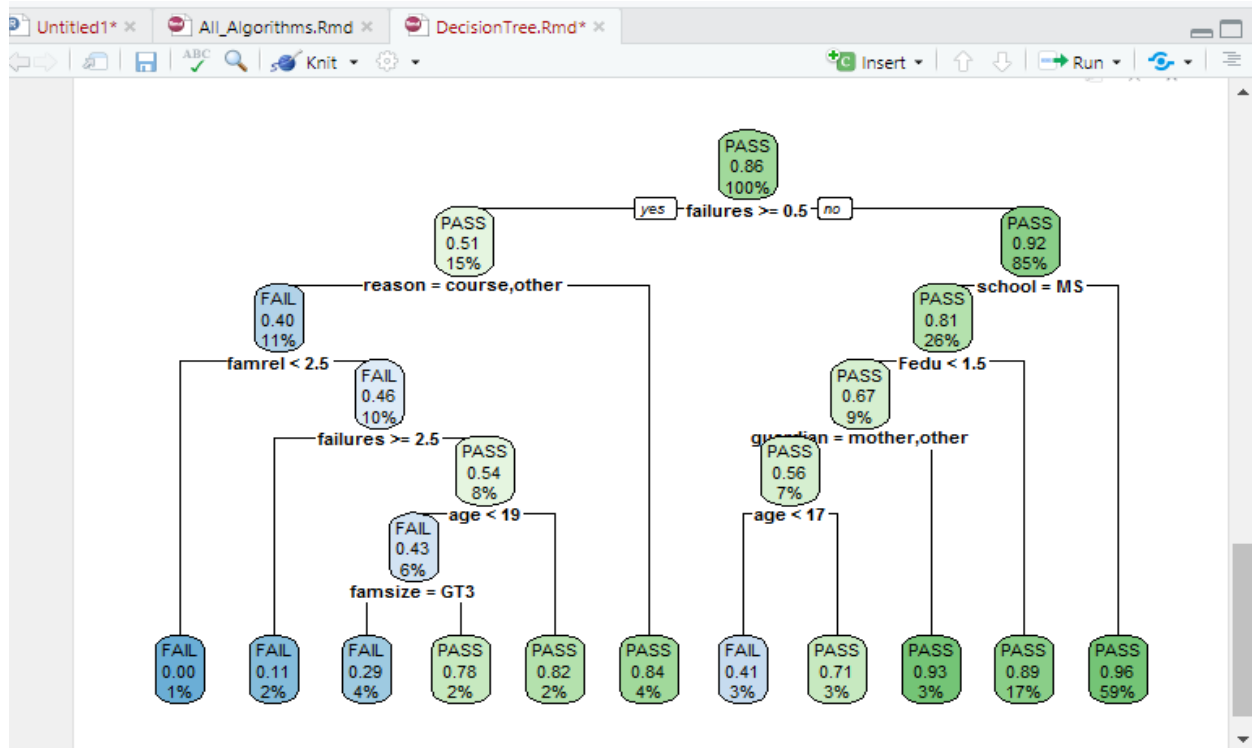 Untitled1*
All_Algorithms.Rmd
DecisionTree.Rmd*
ABC
Knit
Insert
Run
PASS
0.86
100%
yes
failures >= 0.5
no
PASS
0.51
15%
PASS
0.92
85%
reason = course,other
school = MS
FAIL
0.40
11%
PASS
0.81
26%
famrel < 2.5
Fedu < 1.5
FAIL
0.46
10%
PASS
0.67
9%
failures >= 2.5
guardian = mother,other
PASS
0.54
8%
PASS
0.56
7%
age < 19
age < 17
FAIL
0.43
6%
famsize = GT3
FAIL
0.00
1%
FAIL
0.11
2%
FAIL
0.29
4%
PASS
0.78
2%
PASS
0.82
2%
PASS
0.84
4%
FAIL
0.41
3%
PASS
0.71
3%
PASS
0.93
3%
PASS
0.89
17%
PASS
0.96
59%